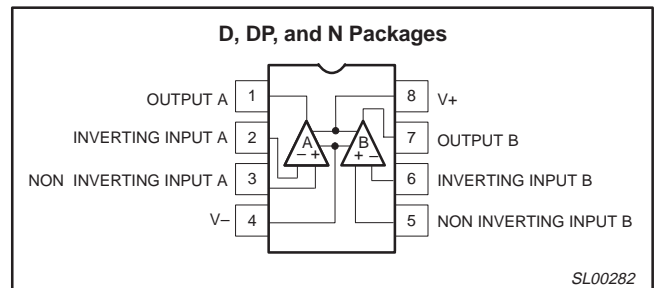 D, DP, and N Packages
OUTPUT A 1
8 V+
INVERTING INPUT A 2
7 OUTPUT B
NON INVERTING INPUT A 3
6 INVERTING INPUT B
V– 4
5 NON INVERTING INPUT B
A
– +
B
+ –
SL00282